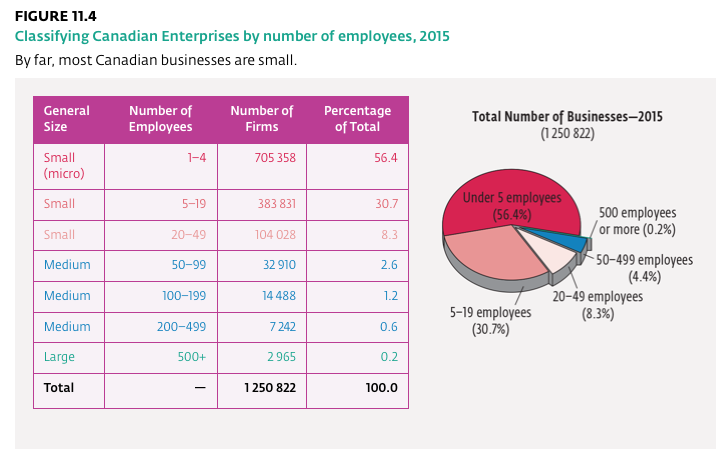 FIGURE 11.4
Classifying Canadian Enterprises by number of employees, 2015
By far, most Canadian businesses are small.
General Size Number of Employees Number of Firms Percentage of Total
Small (micro) 1–4 705 358 56.4
Small 5–19 383 831 30.7
Small 20–49 104 028 8.3
Medium 50–99 32 910 2.6
Medium 100–199 14 488 1.2
Medium 200–499 7 242 0.6
Large 500+ 2 965 0.2
Total — 1 250 822 100.0
Total Number of Businesses—2015
(1 250 822)
Under 5 employees
(56.4%)
500 employees
or more (0.2%)
50–499 employees
(4.4%)
20–49 employees
(8.3%)
5–19 employees
(30.7%)